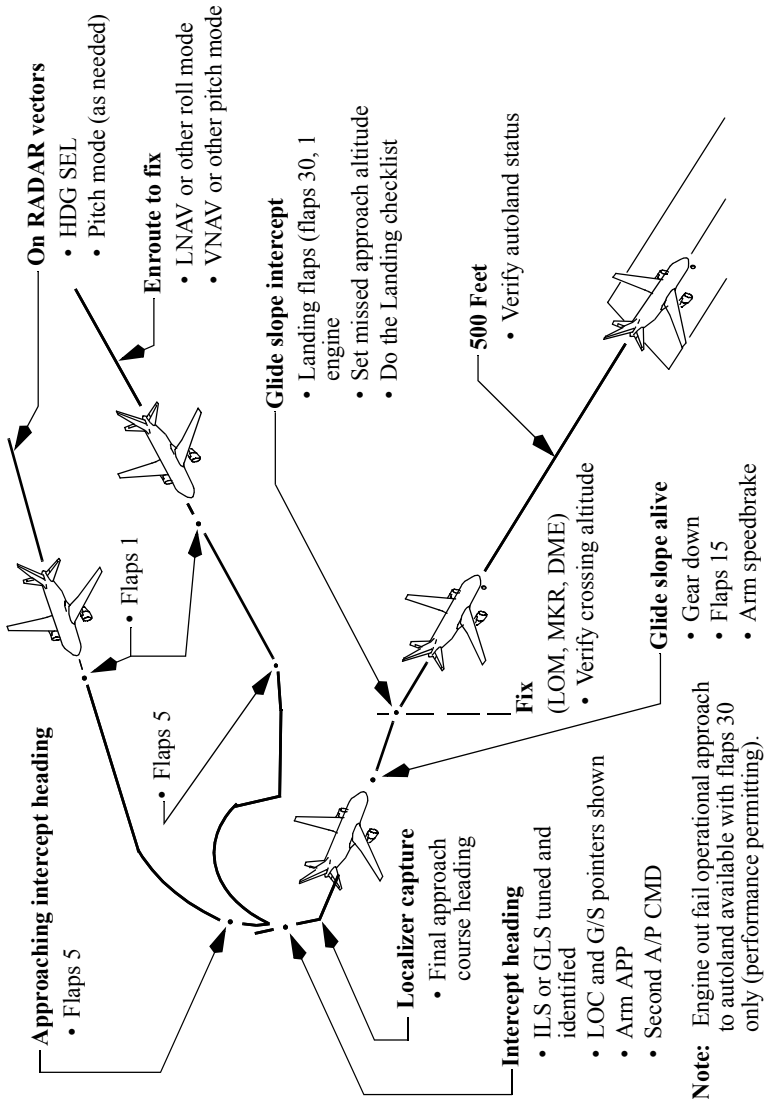 On RADAR vectors
• HDG SEL
• Pitch mode (as needed)
Enroute to fix
• LNAV or other roll mode
• VNAV or other pitch mode
• Flaps 1
Approaching intercept heading
• Flaps 5
• Flaps 5
Localizer capture
• Final approach
course heading
Intercept heading
• ILS or GLS tuned and
identified
• LOC and G/S pointers shown
• Arm APP
• Second A/P CMD
Glide slope intercept
• Landing flaps (flaps 30, 1
engine
• Set missed approach altitude
• Do the Landing checklist
Fix
(LOM, MKR, DME)
• Verify crossing altitude
500 Feet
• Verify autoland status
Glide slope alive
• Gear down
• Flaps 15
• Arm speedbrake
Note: Engine out fail operational approach
to autoland available with flaps 30
only (performance permitting).